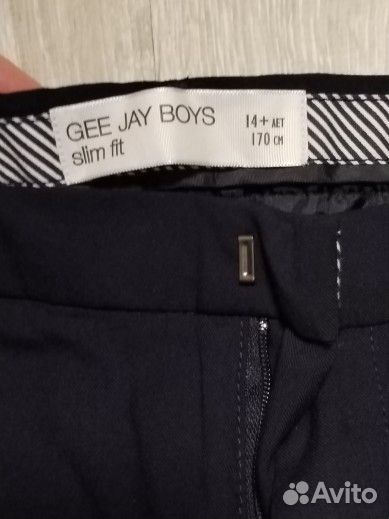 GEE JAY BOYS
slim fit
14+ ЛЕТ
170 СМ
Avito